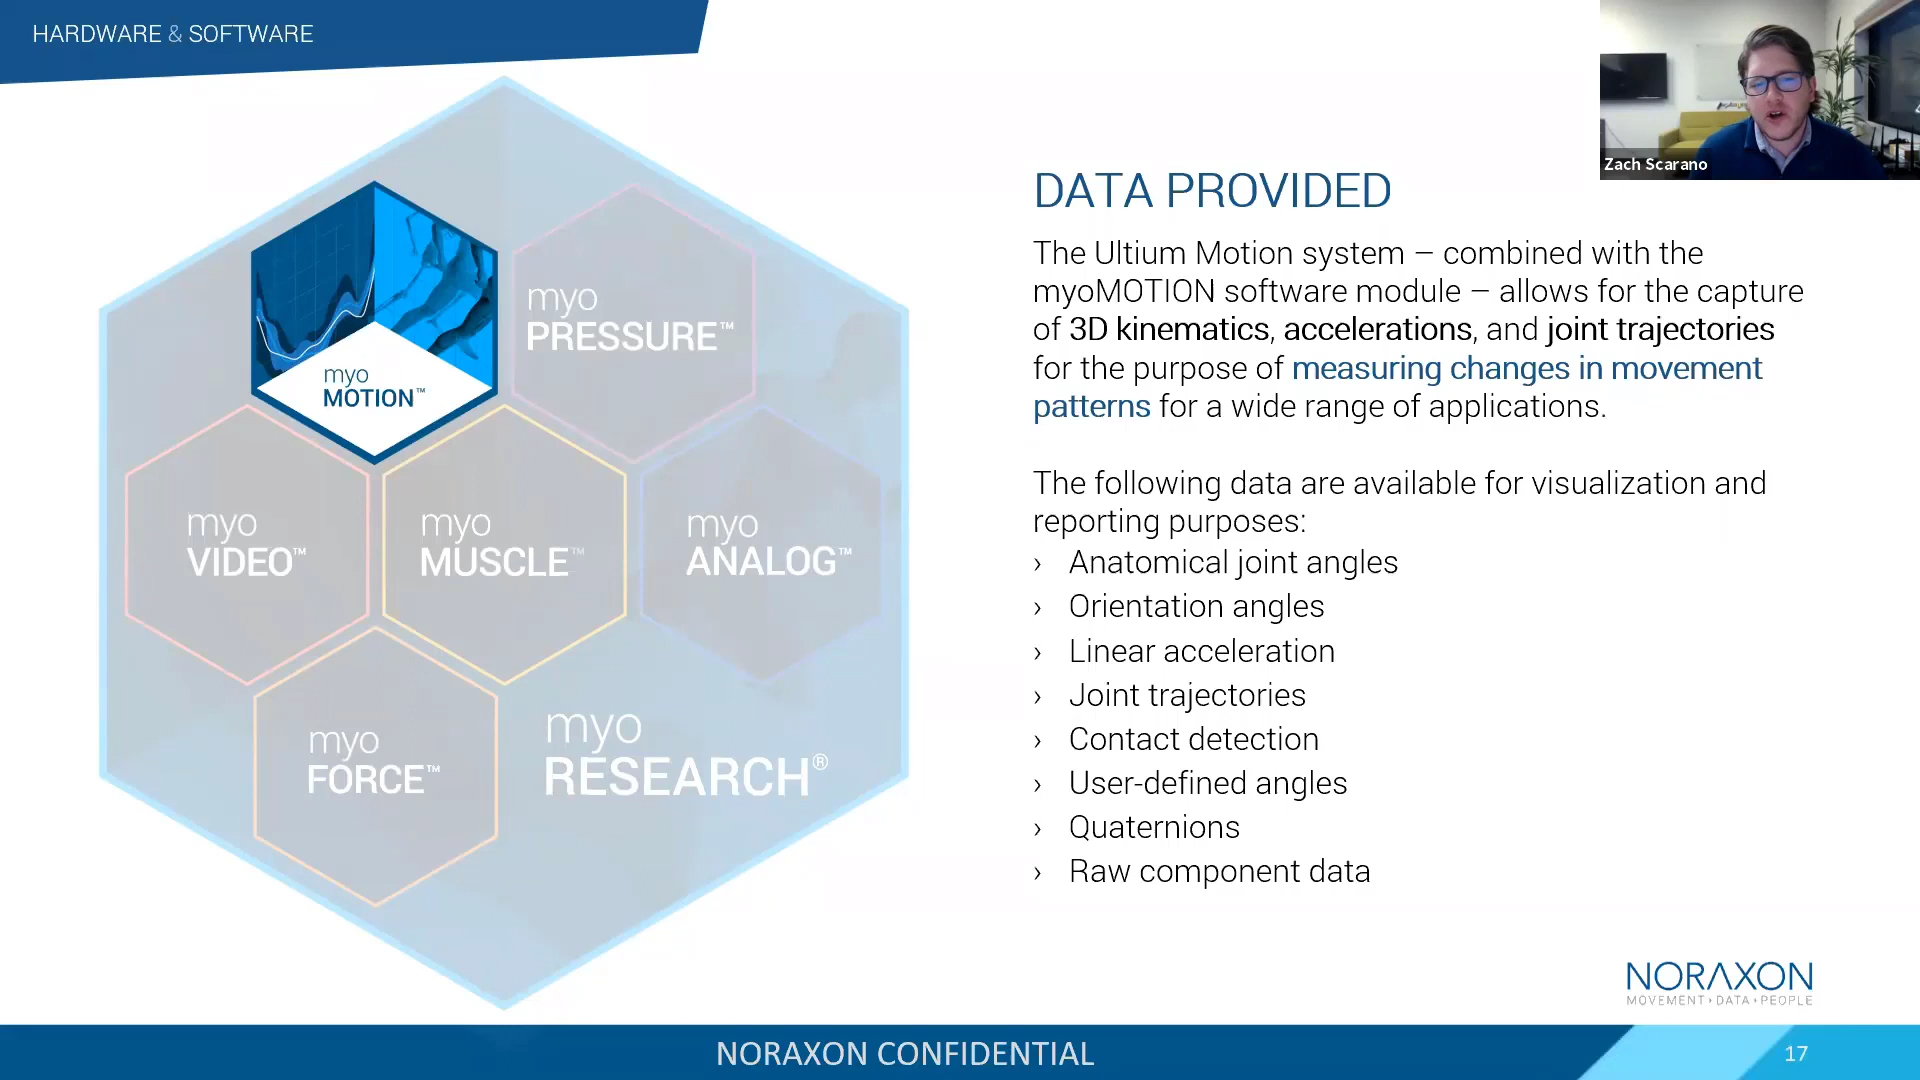 HARDWARE & SOFTWARE
Zach Scarano
myo
MOTION™
myo
PRESSURE™
myo
VIDEO™
myo
MUSCLE™
myo
ANALOG™
myo
FORCE™
myo
RESEARCH®
DATA PROVIDED
The Ultium Motion system – combined with the
myoMOTION software module – allows for the capture
of 3D kinematics, accelerations, and joint trajectories
for the purpose of measuring changes in movement
patterns for a wide range of applications.
The following data are available for visualization and
reporting purposes:
› Anatomical joint angles
› Orientation angles
› Linear acceleration
› Joint trajectories
› Contact detection
› User-defined angles
› Quaternions
› Raw component data
NORAXON
MOVEMENT › DATA › PEOPLE
NORAXON CONFIDENTIAL
17